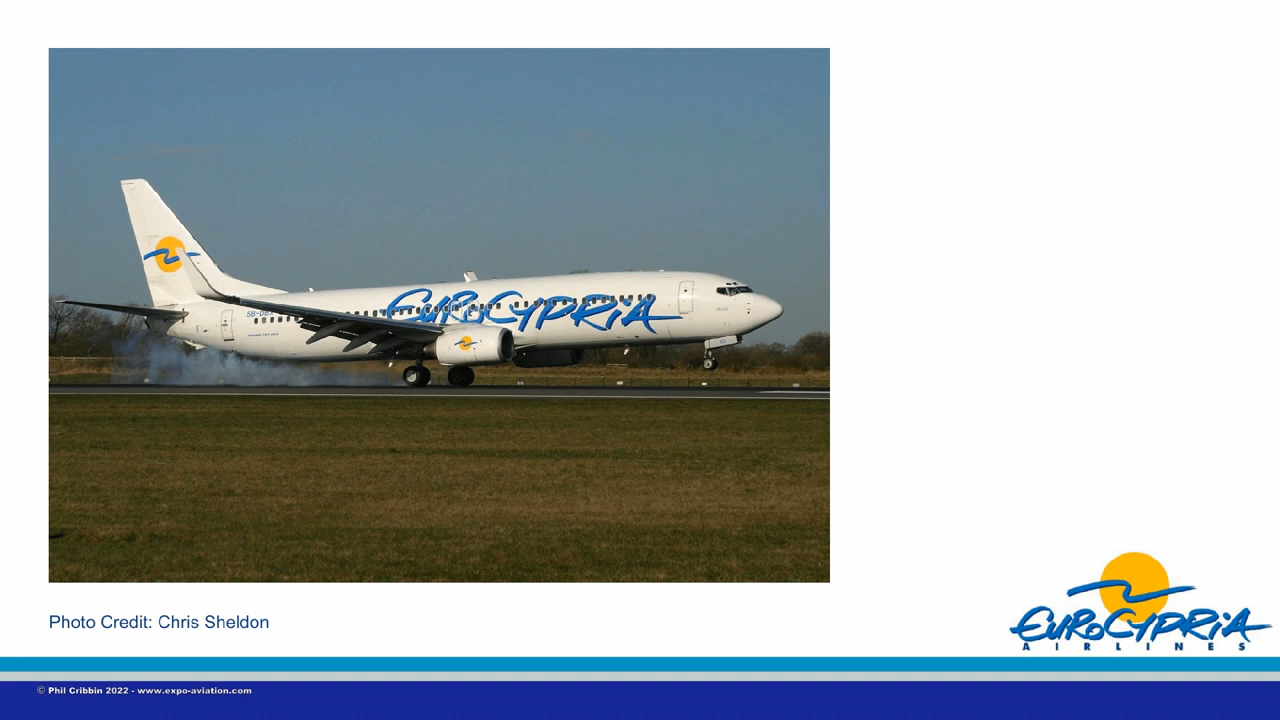 EUROCYPRIA
Photo Credit: Chris Sheldon
EUROCYPRIA
AIRLINES
© Phil Cribbin 2022 - www.expo-aviation.com